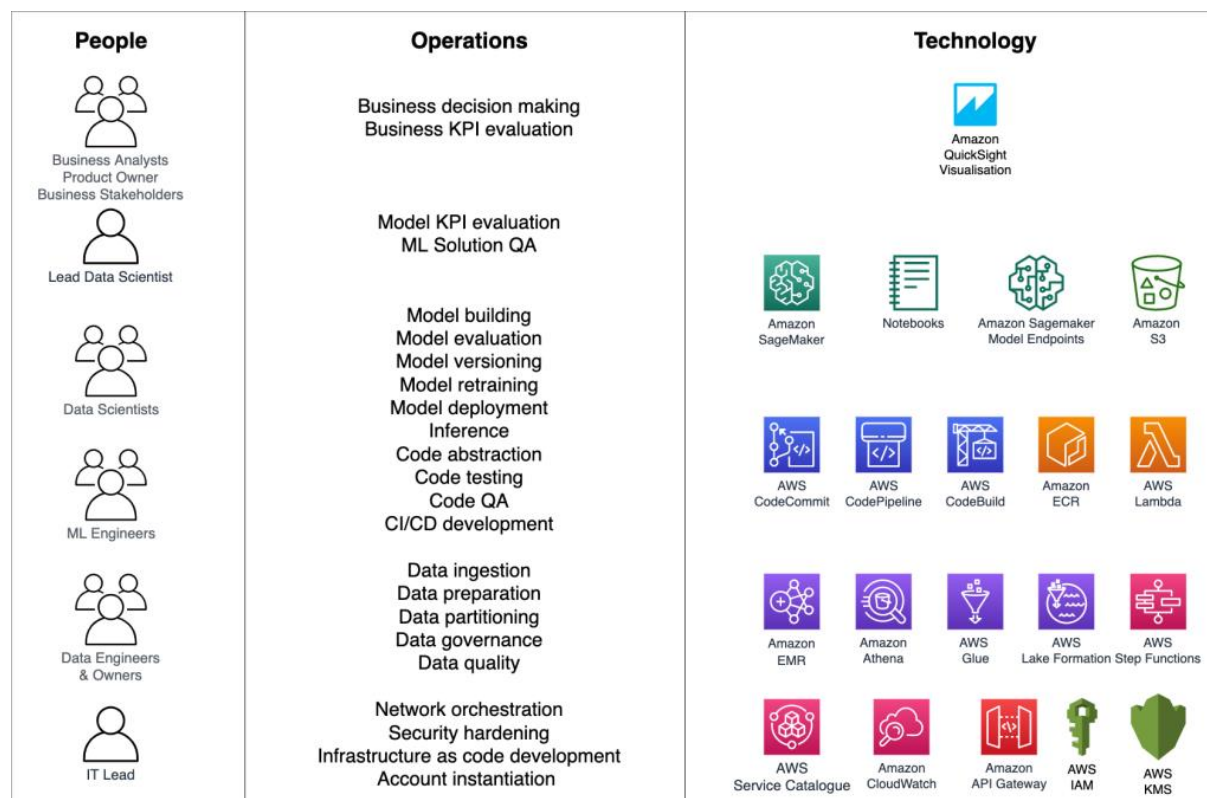 People
Operations
Technology
Business Analysts
Product Owner
Business Stakeholders
Business decision making
Business KPI evaluation
Amazon
QuickSight
Visualisation
Lead Data Scientist
Model KPI evaluation
ML Solution QA
Data Scientists
ML Engineers
Model building
Model evaluation
Model versioning
Model retraining
Model deployment
Inference
Code abstraction
Code testing
Code QA
CI/CD development
Amazon
SageMaker
Notebooks
Amazon Sagemaker
Model Endpoints
Amazon
S3
AWS
CodeCommit
AWS
CodePipeline
AWS
CodeBuild
Amazon
ECR
AWS
Lambda
Data Engineers
& Owners
Data ingestion
Data preparation
Data partitioning
Data governance
Data quality
Amazon
EMR
Amazon
Athena
AWS
Glue
AWS
Lake Formation
AWS
Step Functions
IT Lead
Network orchestration
Security hardening
Infrastructure as code development
Account instantiation
AWS
Service Catalogue
Amazon
CloudWatch
Amazon
API Gateway
AWS
IAM
AWS
KMS